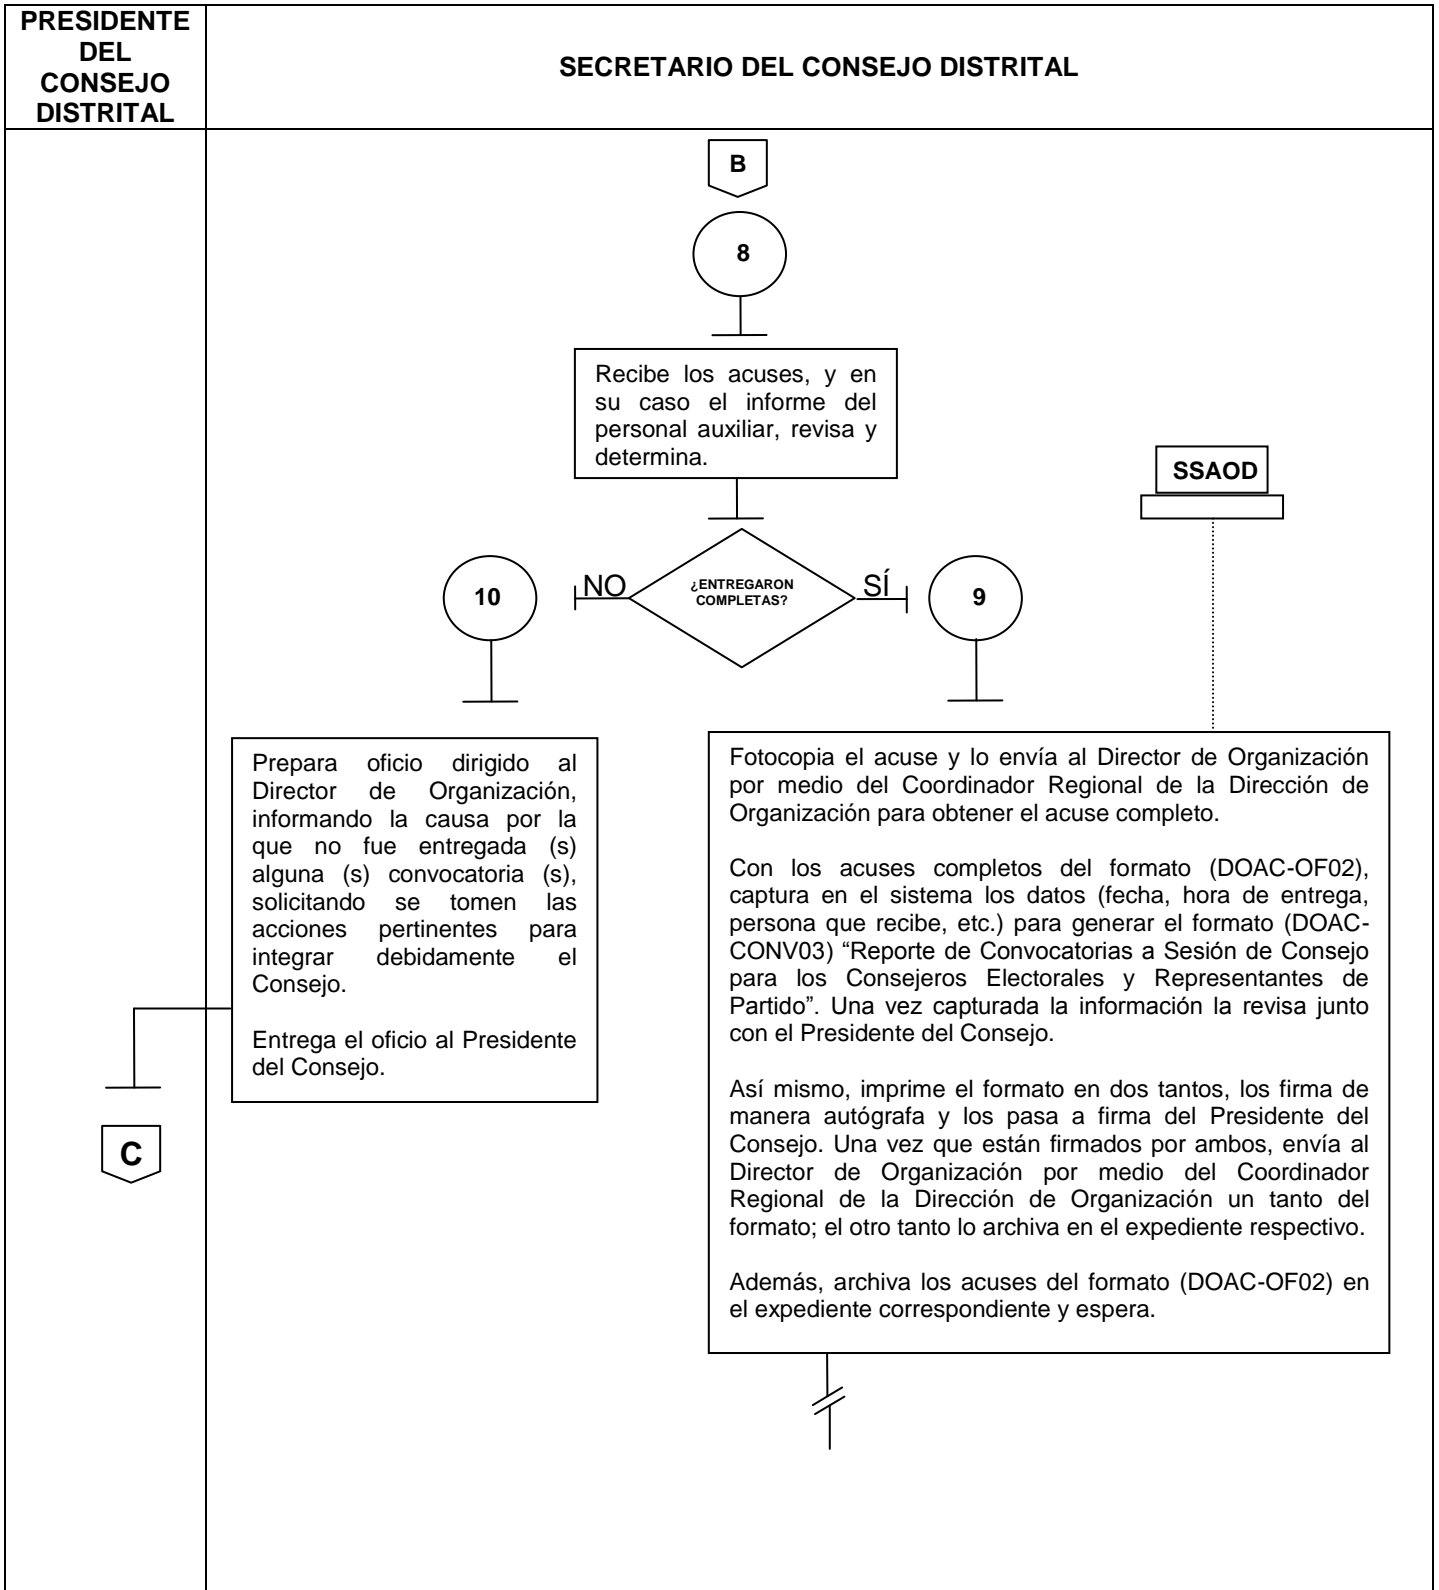 PRESIDENTE
DEL
CONSEJO
DISTRITAL
SECRETARIO DEL CONSEJO DISTRITAL
B
8
Recibe los acuses, y en
su caso el informe del
personal auxiliar, revisa y
determina.
SSAOD
10
NO
¿ENTREGARON
COMPLETAS?
SÍ
9
Prepara oficio dirigido al
Director de Organización,
informando la causa por la
que no fue entregada (s)
alguna (s) convocatoria (s),
solicitando se tomen las
acciones pertinentes para
integrar debidamente el
Consejo.
Entrega el oficio al Presidente
del Consejo.
C
Fotocopia el acuse y lo envía al Director de Organización
por medio del Coordinador Regional de la Dirección de
Organización para obtener el acuse completo.
Con los acuses completos del formato (DOAC-OF02),
captura en el sistema los datos (fecha, hora de entrega,
persona que recibe, etc.) para generar el formato (DOAC-
CONV03) “Reporte de Convocatorias a Sesión de Consejo
para los Consejeros Electorales y Representantes de
Partido”. Una vez capturada la información la revisa junto
con el Presidente del Consejo.
Así mismo, imprime el formato en dos tantos, los firma de
manera autógrafa y los pasa a firma del Presidente del
Consejo. Una vez que están firmados por ambos, envía al
Director de Organización por medio del Coordinador
Regional de la Dirección de Organización un tanto del
formato; el otro tanto lo archiva en el expediente respectivo.
Además, archiva los acuses del formato (DOAC-OF02) en
el expediente correspondiente y espera.